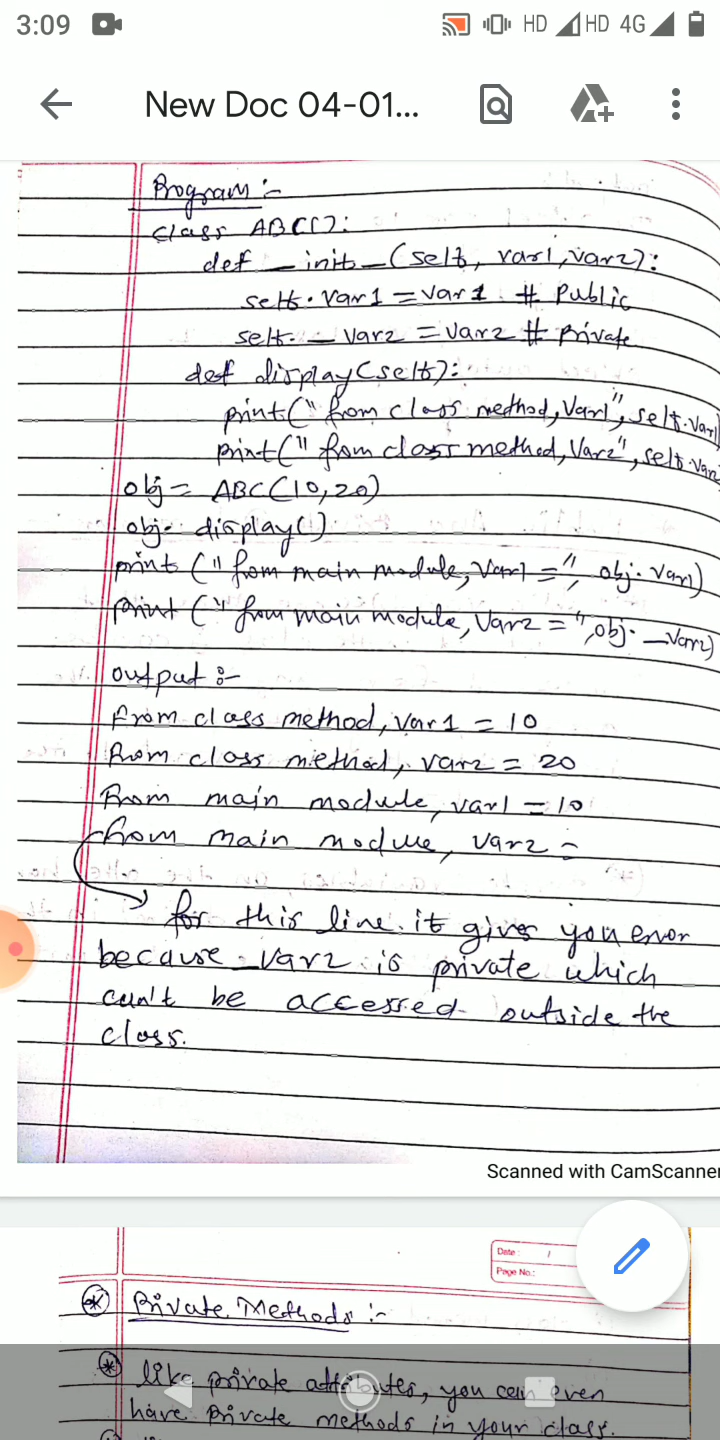 3:09 HD HD 4G
New Doc 04-01...
Program :-
class ABC():
def __init__(self, var1, var2):
self.var1 = var1 # Public
self.__var2 = var2 # Private
def display(self):
print("from class method, Var1", self.var1)
print("from class method, Var2", self.var2
obj = ABC(10,20)
obj. display()
print ("from main module, Var1 =", obj.var1)
print ("from main module, Var2 =", obj.__var2)
output :-
From class method, var1 = 10
From class method, var2 = 20
From main module, var1 = 10
from main module, var2 =
for this line. it gives you error
because __var2 is private which
can't be accessed outside the
class.
Scanned with CamScanner
Date : /
Page No.:
* Private Methods :-
* like private attributes, you can even
have Private methods in your class.